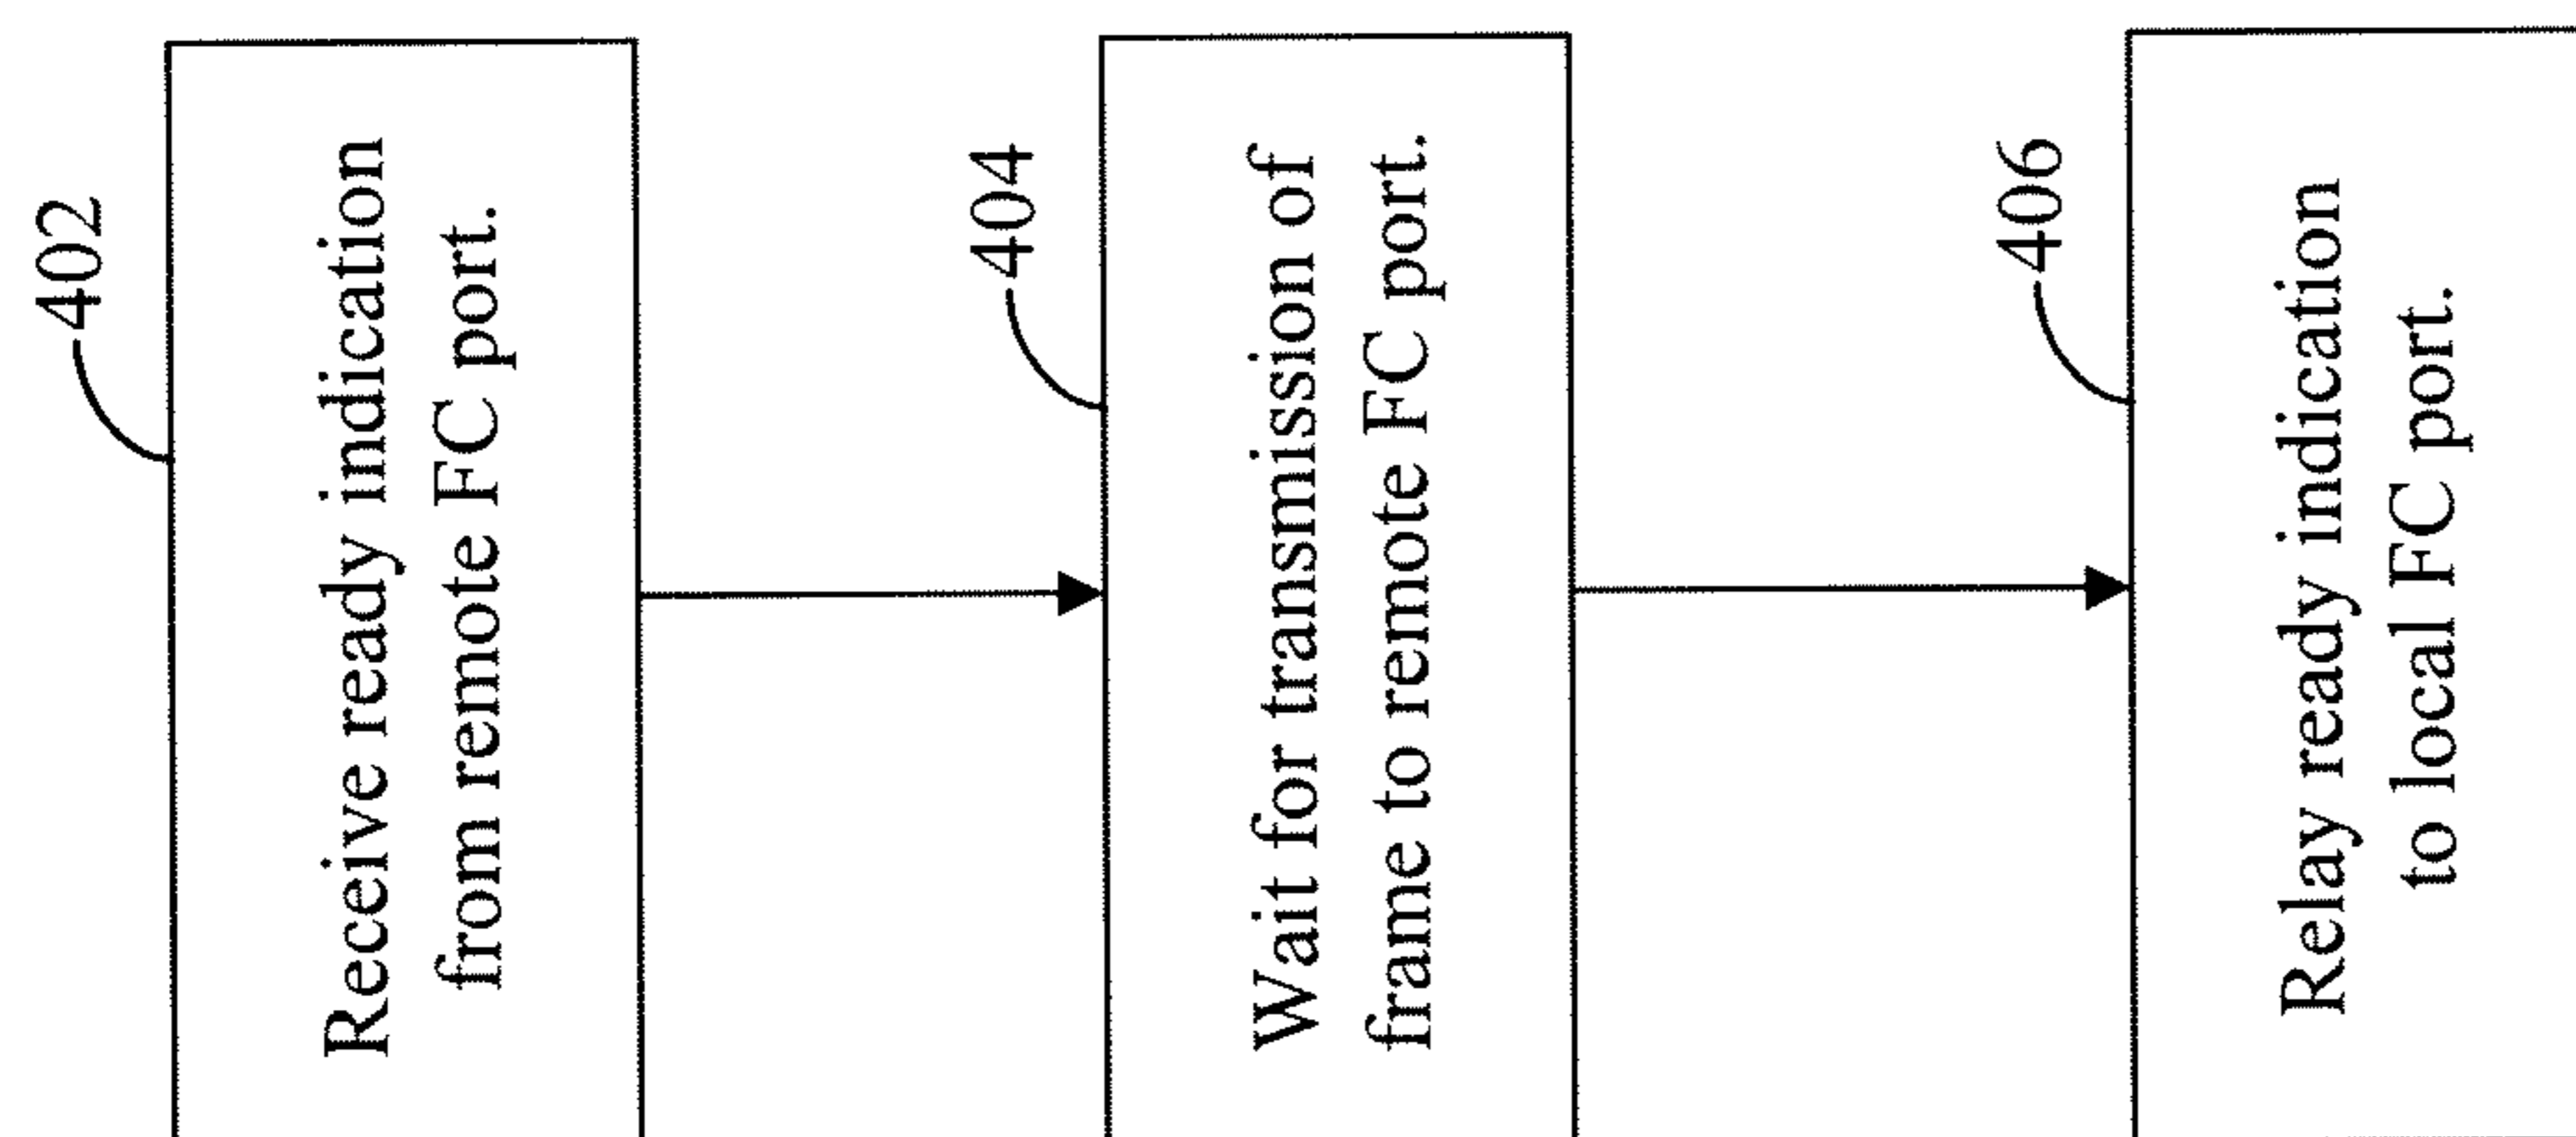 402
Receive ready indication
from remote FC port.
404
Wait for transmission of
frame to remote FC port.
406
Relay ready indication
to local FC port.